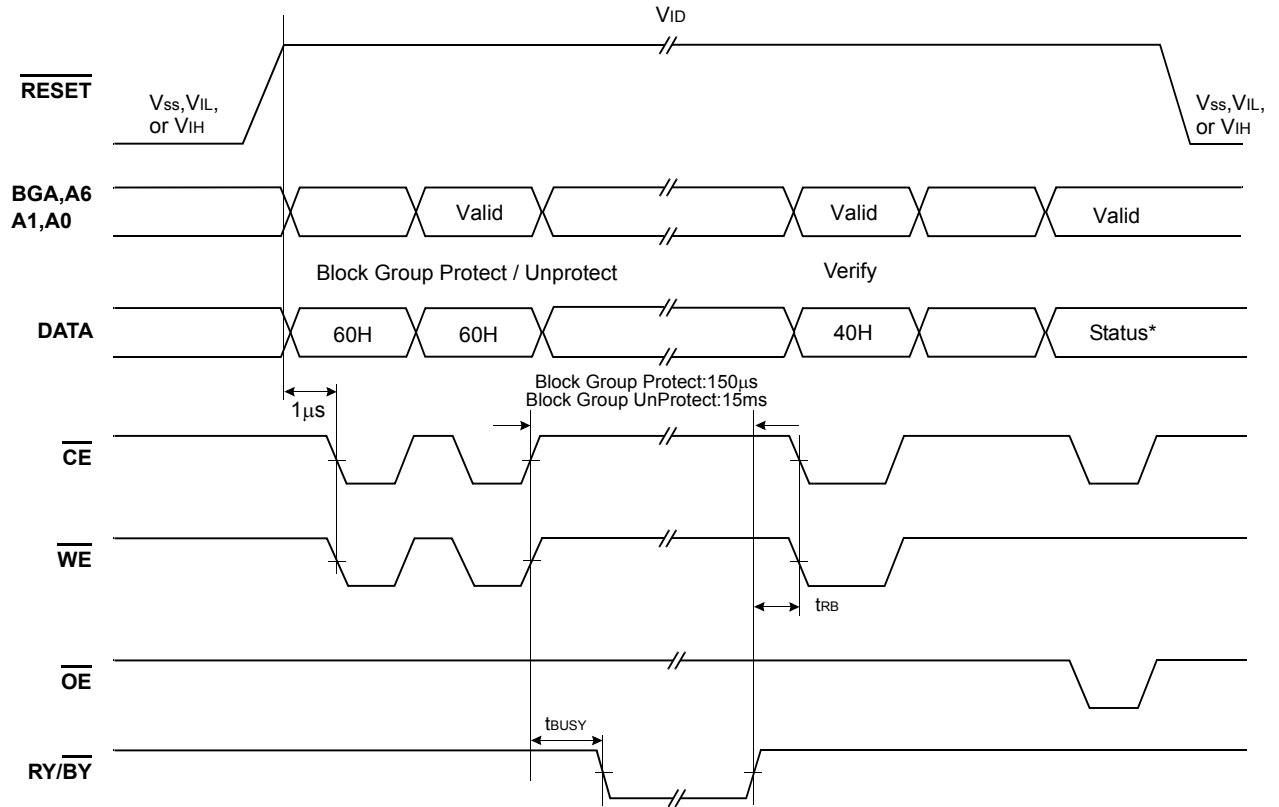 VID
RESET
Vss,VIL,
or VIH
Vss,VIL,
or VIH
BGA,A6
A1,A0
Valid
Valid
Valid
Block Group Protect / Unprotect
Verify
DATA
60H
60H
40H
Status*
1μs
Block Group Protect:150μs
Block Group UnProtect:15ms
CE
WE
tRB
OE
tBUSY
RY/BY